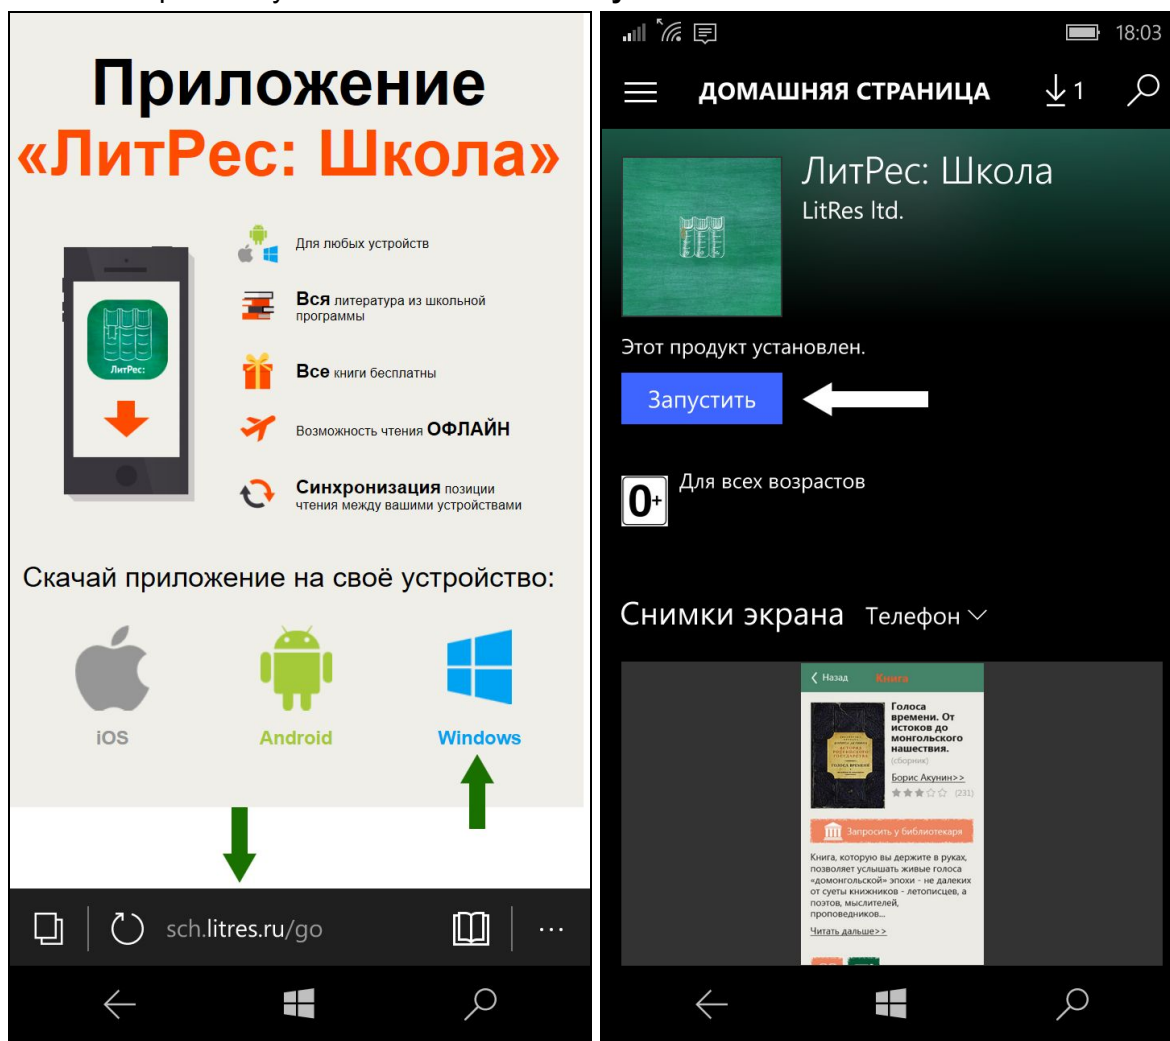 Приложение
«ЛитРес: Школа»
Для любых устройств
Вся литература из школьной
программы
ЛитРес:
Все книги бесплатны
Возможность чтения ОФЛАЙН
Синхронизация позиции
чтения между вашими устройствами
Скачай приложение на своё устройство:
iOS
Android
Windows
sch.litres.ru/go
18:03
ДОМАШНЯЯ СТРАНИЦА
1
ЛитРес: Школа
LitRes ltd.
Этот продукт установлен.
Запустить
0+
Для всех возрастов
Снимки экрана Телефон
Назад Книга
Голоса
времени. От
истоков до
монгольского
нашествия.
(сборник)
Борис Акунин>>
(231)
Запросить у библиотекаря
Книга, которую вы держите в руках,
позволяет услышать живые голоса
«домонгольской» эпохи - не далеких
от суеты книжников - летописцев, а
поэтов, мыслителей,
проповедников...
Читать дальше>>